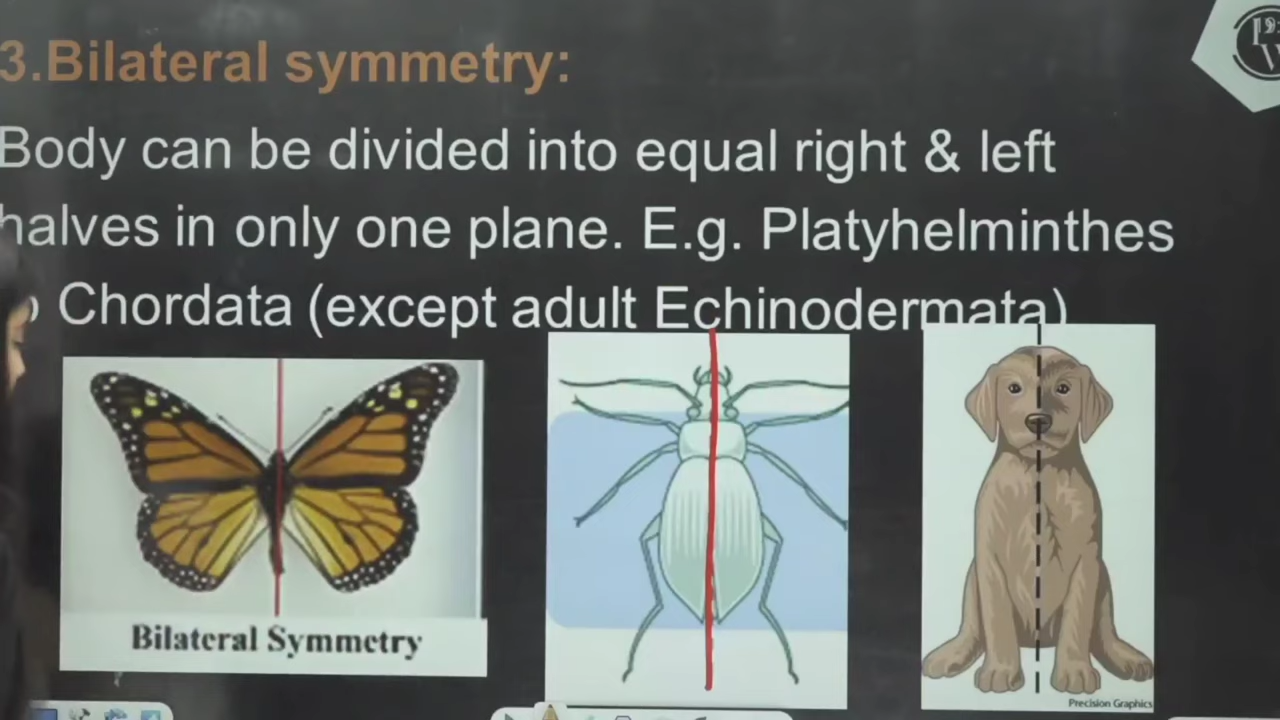 3.Bilateral symmetry:
Body can be divided into equal right & left
halves in only one plane. E.g. Platyhelminthes
Chordata (except adult Echinodermata)
Bilateral Symmetry
Precision Graphics